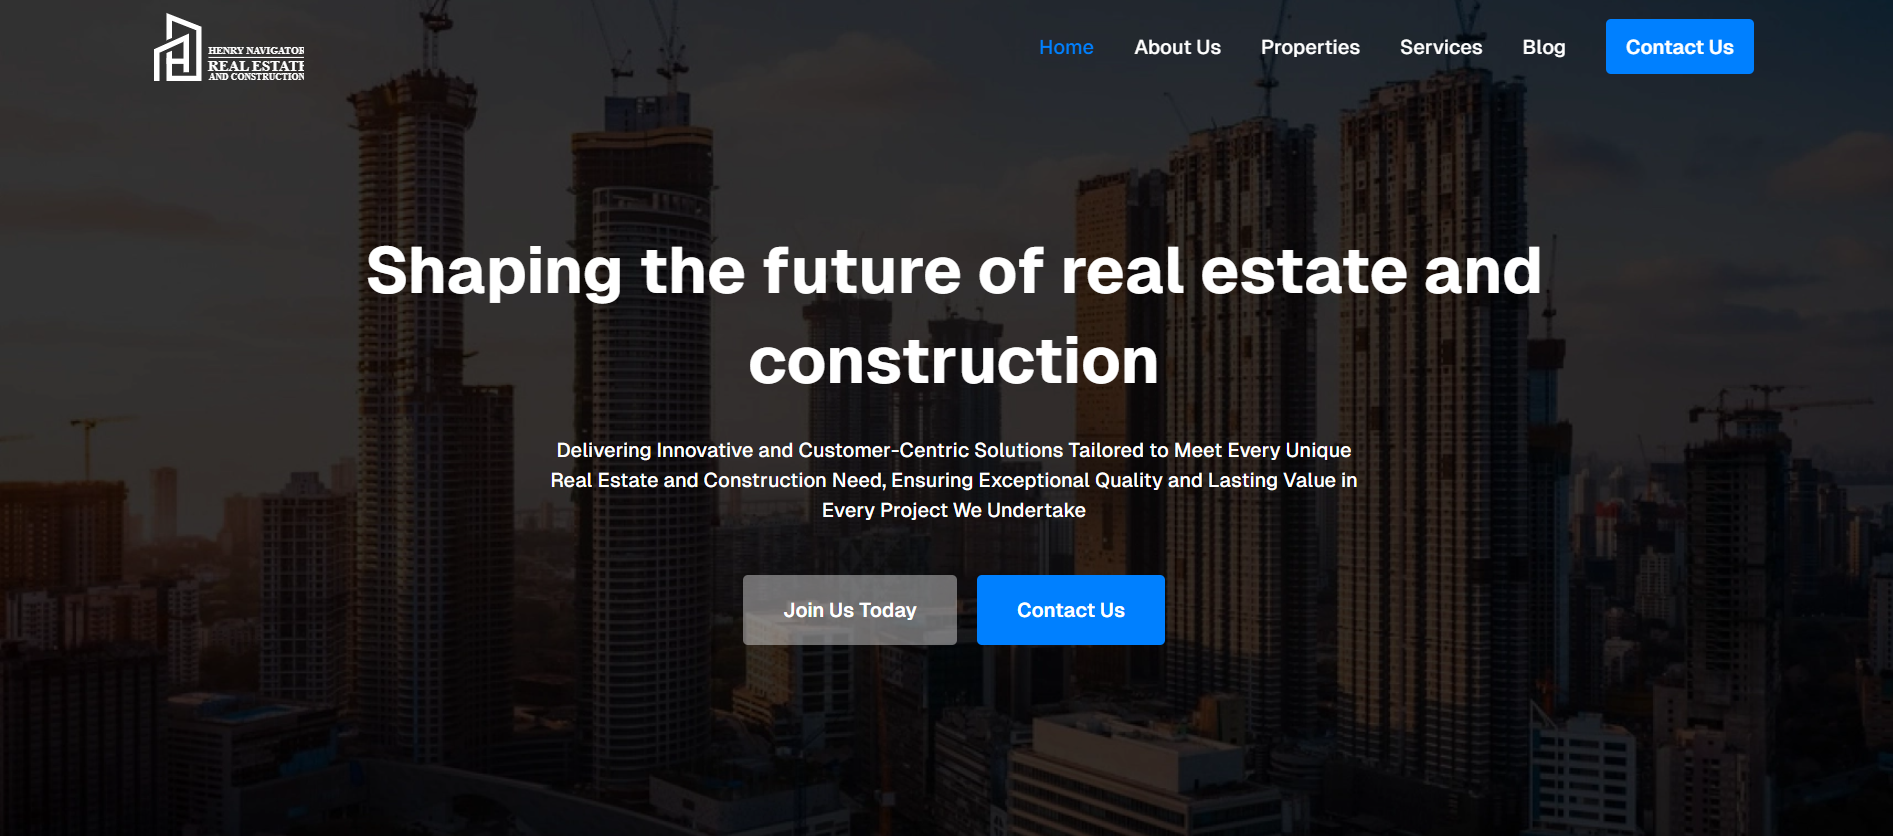 HENRY NAVIGATOR
REAL ESTATE
AND CONSTRUCTION
Home
About Us
Properties
Services
Blog
Contact Us
Shaping the future of real estate and
construction
Delivering Innovative and Customer-Centric Solutions Tailored to Meet Every Unique
Real Estate and Construction Need, Ensuring Exceptional Quality and Lasting Value in
Every Project We Undertake
Join Us Today
Contact Us